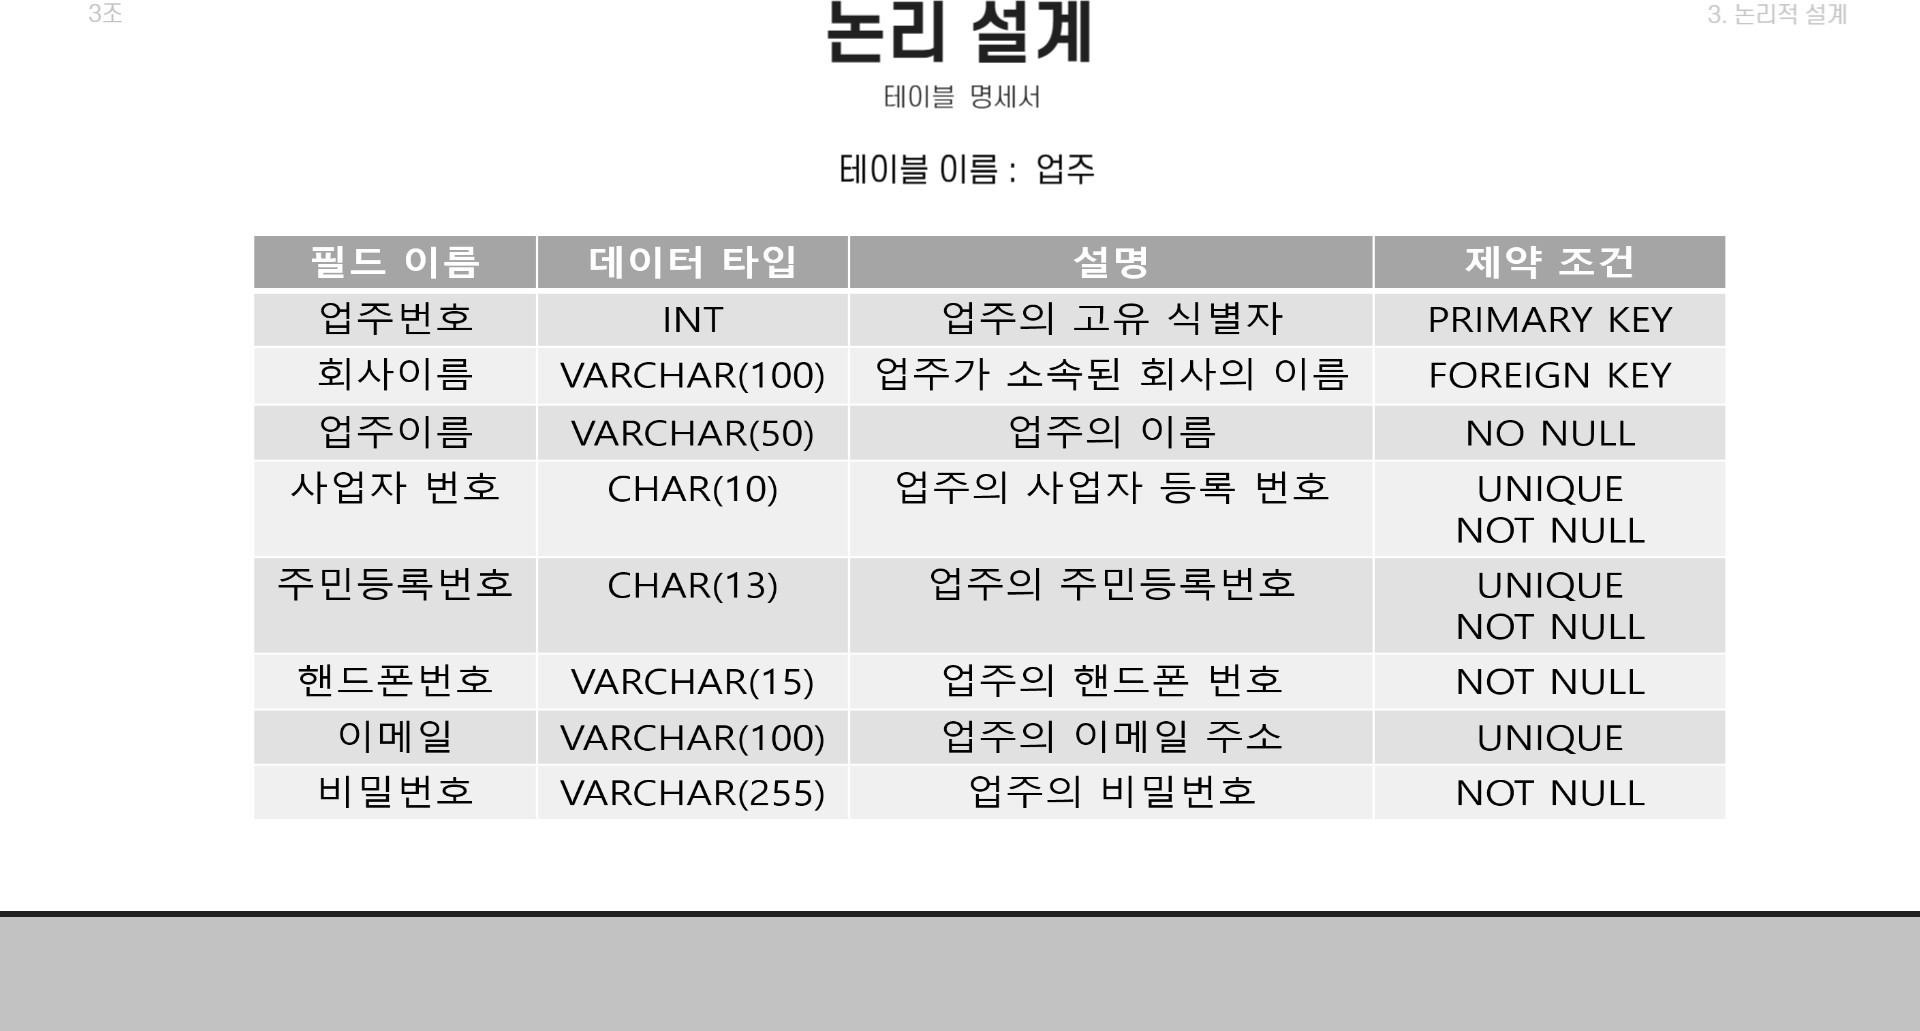 3조
3. 논리적 설계
논리 설계
테이블 명세서
테이블 이름 : 업주
필드 이름 데이터 타입 설명 제약 조건
업주번호 INT 업주의 고유 식별자 PRIMARY KEY
회사이름 VARCHAR(100) 업주가 소속된 회사의 이름 FOREIGN KEY
업주이름 VARCHAR(50) 업주의 이름 NO NULL
사업자 번호 CHAR(10) 업주의 사업자 등록 번호 UNIQUE
NOT NULL
주민등록번호 CHAR(13) 업주의 주민등록번호 UNIQUE
NOT NULL
핸드폰번호 VARCHAR(15) 업주의 핸드폰 번호 NOT NULL
이메일 VARCHAR(100) 업주의 이메일 주소 UNIQUE
비밀번호 VARCHAR(255) 업주의 비밀번호 NOT NULL